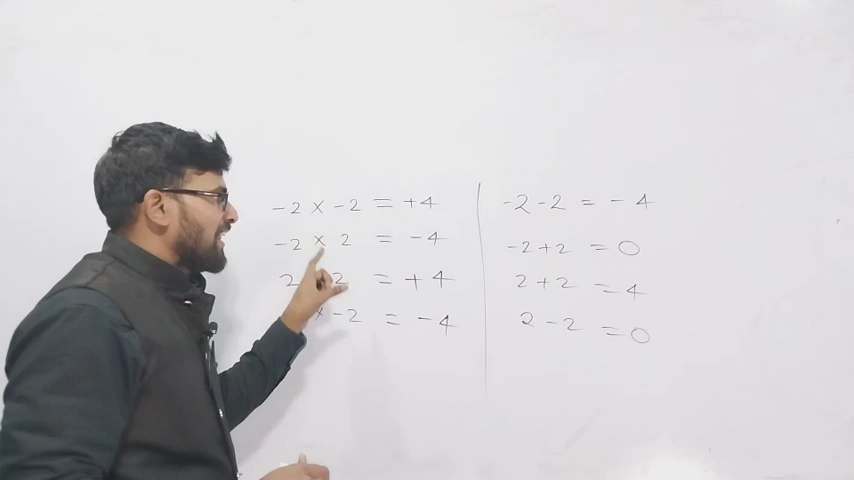 -2 × -2 = +4
-2 × 2 = -4
2 2 = +4
× -2 = -4
-2 -2 = -4
-2 +2 = 0
2 + 2 = 4
2 - 2 = 0